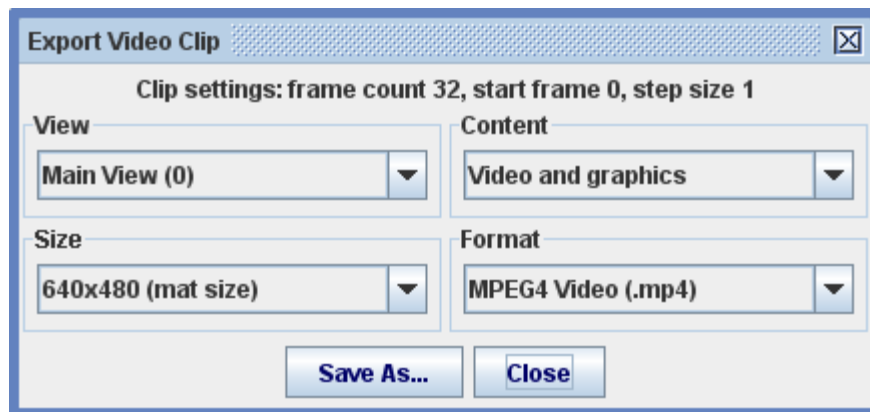 Export Video Clip
Clip settings: frame count 32, start frame 0, step size 1
View
Content
Main View (0)
Video and graphics
Size
Format
640x480 (mat size)
MPEG4 Video (.mp4)
Save As...
Close